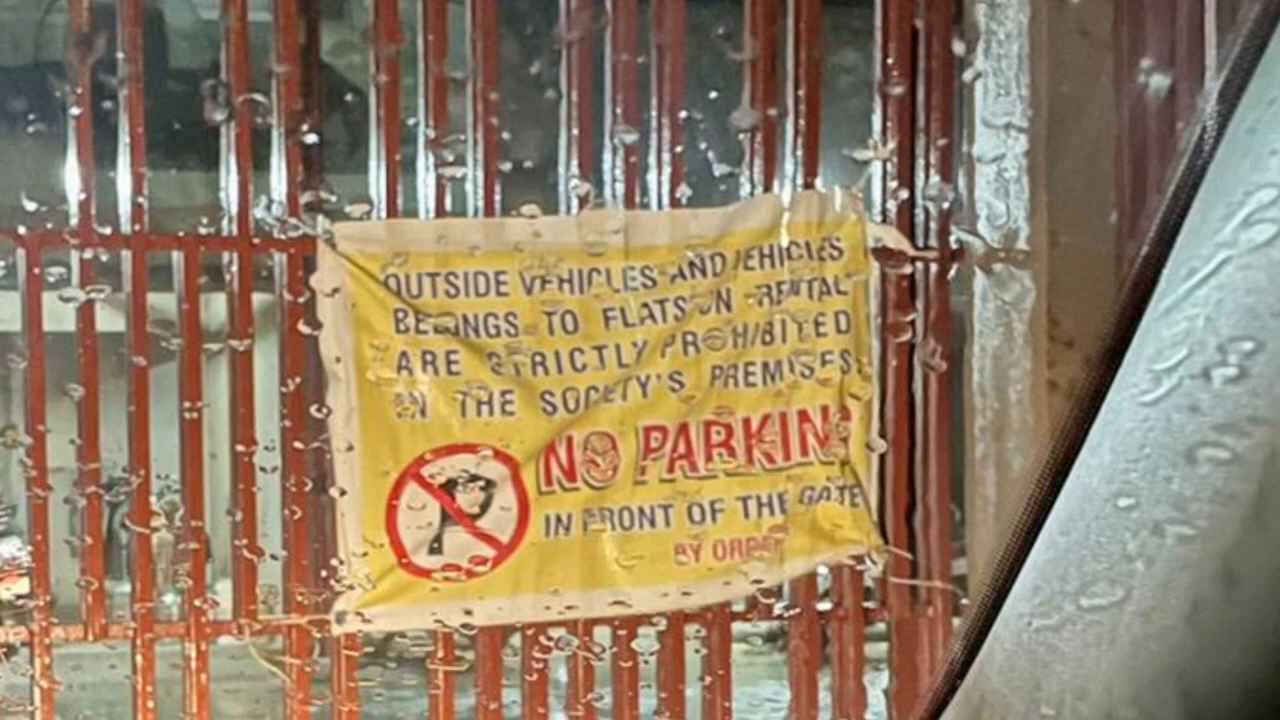 OUTSIDE VEHICLES AND VEHICLES
BELONGS TO FLATS ON RENTAL
ARE STRICTLY PROHIBITED
IN THE SOCIETY'S PREMISES
NO PARKING
P
IN FRONT OF THE GATE
BY ORDER